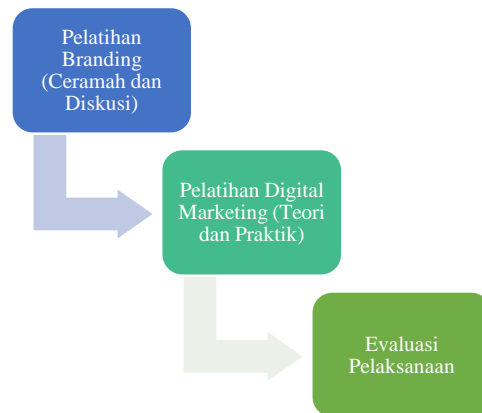 Pelatihan
Branding
(Ceramah dan
Diskusi)
Pelatihan Digital
Marketing (Teori
dan Praktik)
Evaluasi
Pelaksanaan